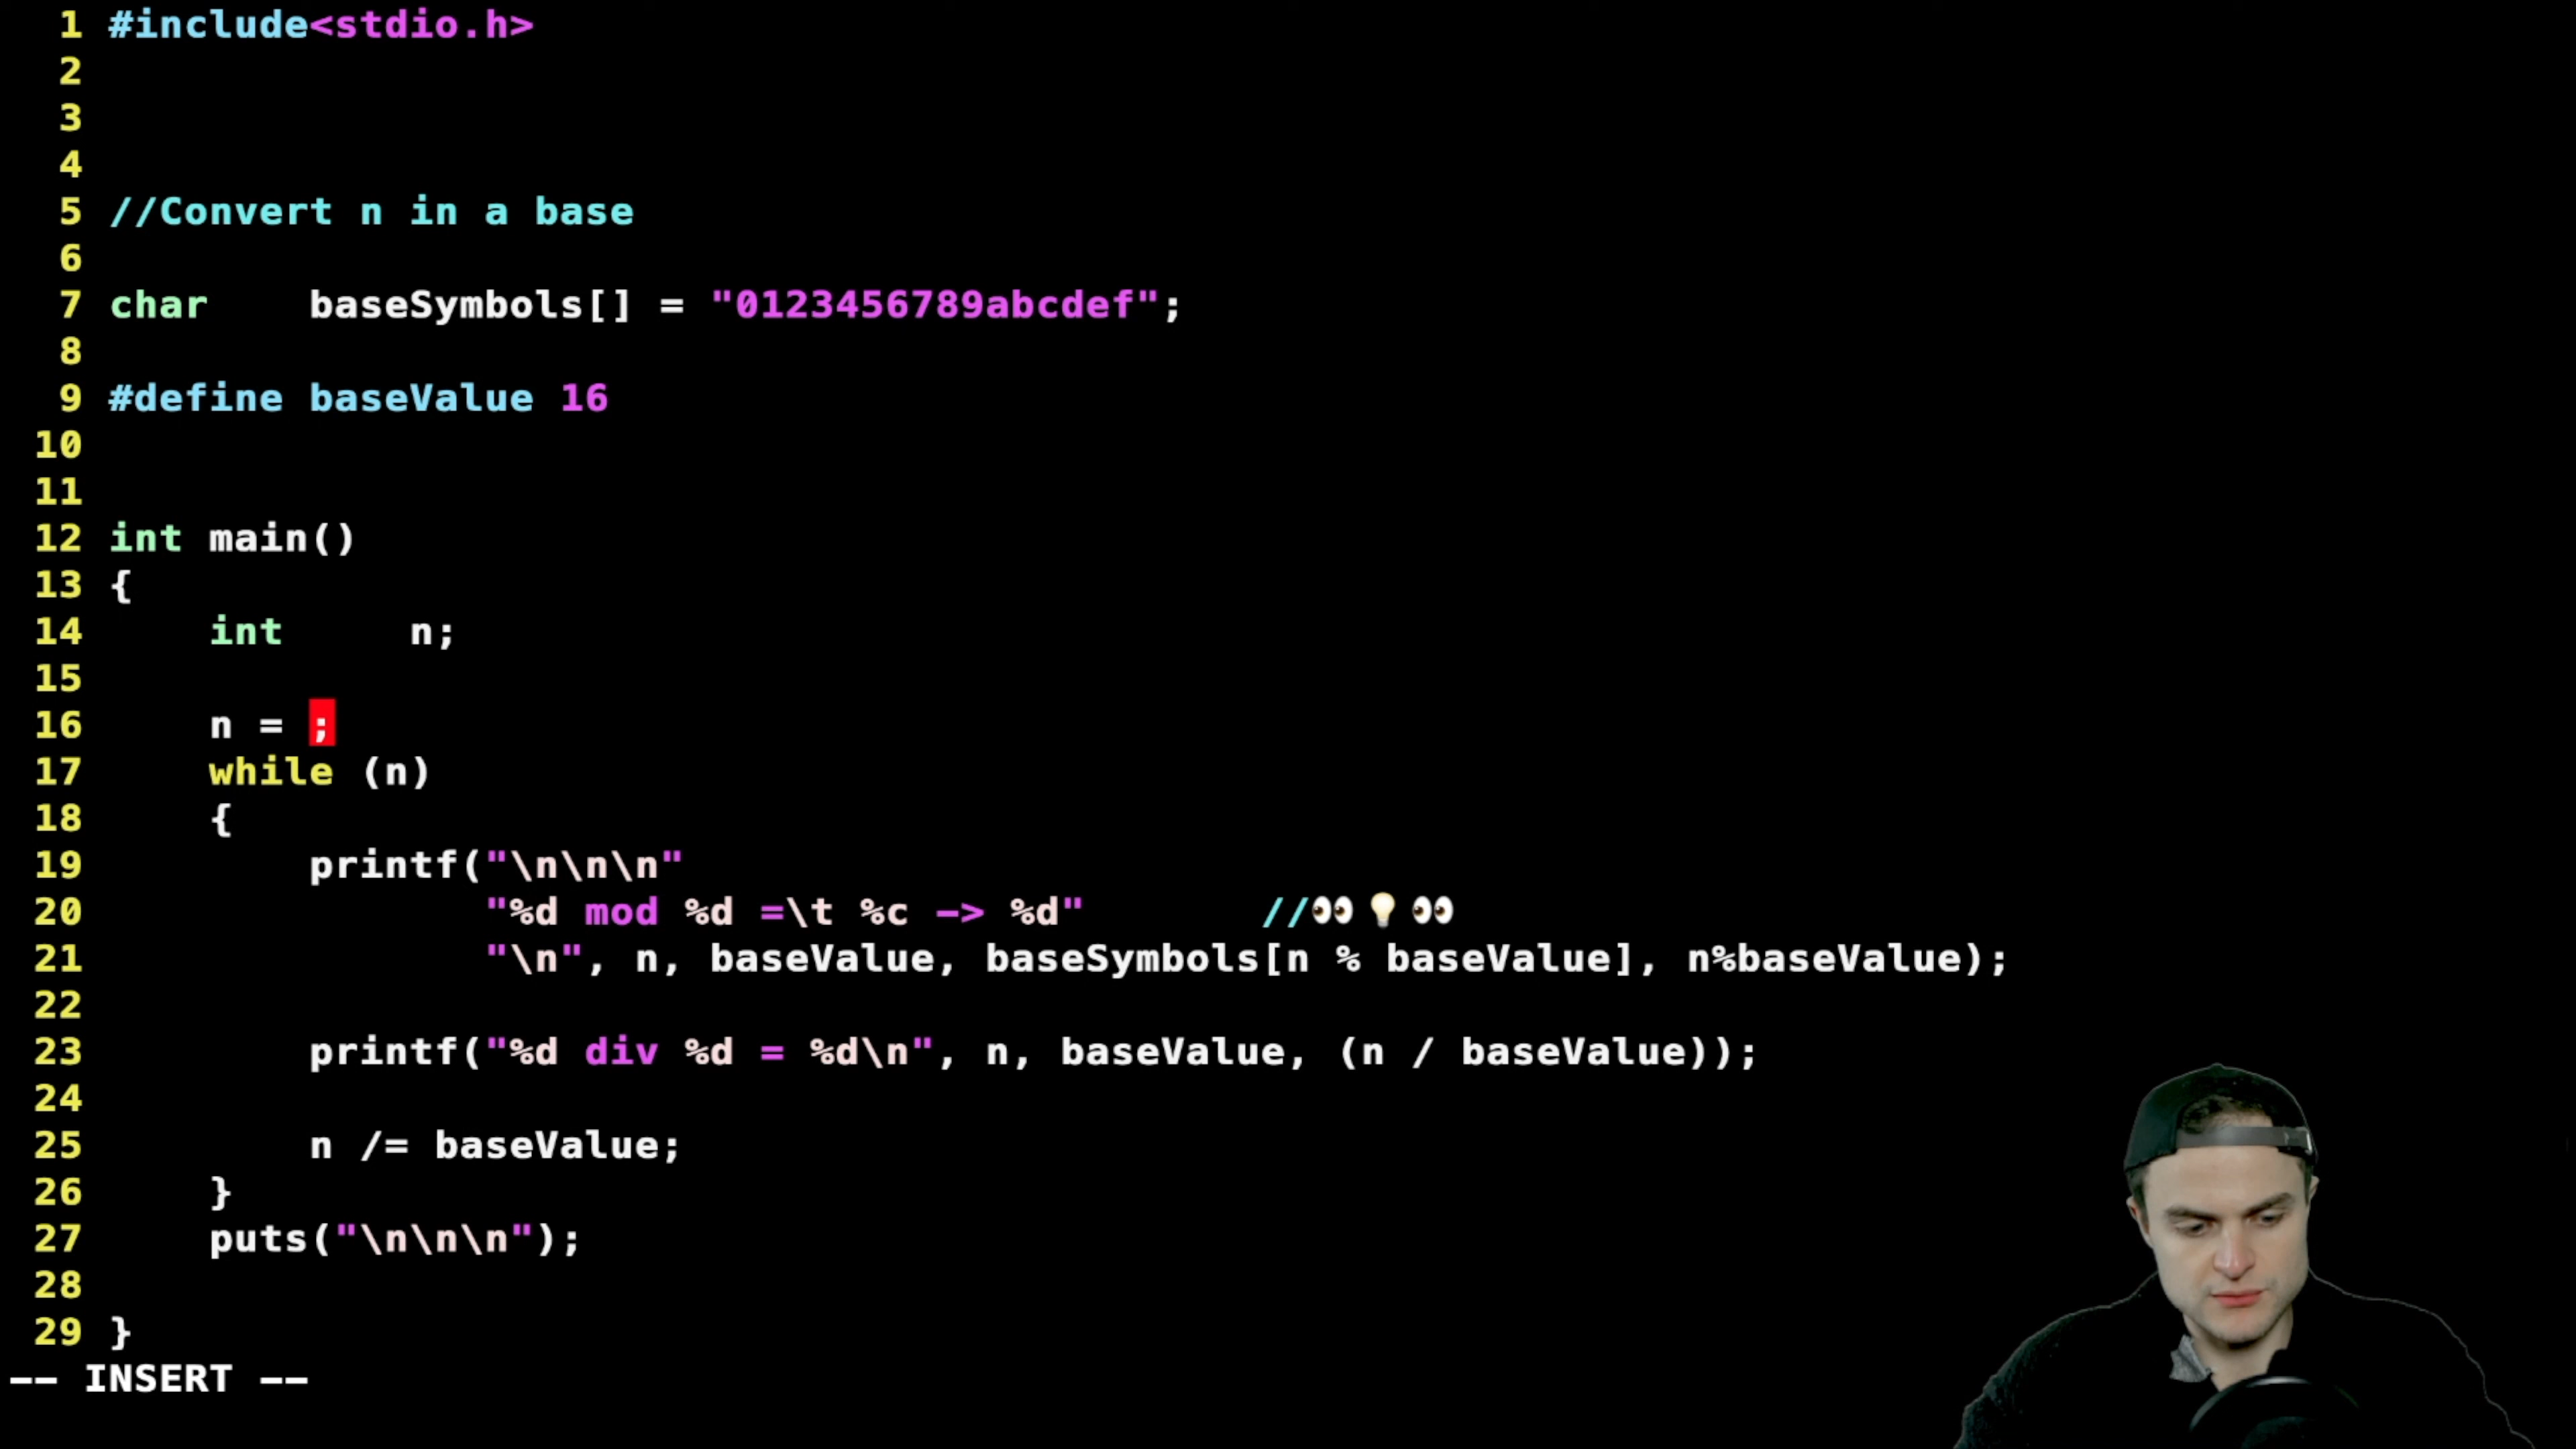 1 #include<stdio.h>
2
3
4
5 //Convert n in a base
6
7 char    baseSymbols[] = "0123456789abcdef";
8
9 #define baseValue 16
10
11
12 int main()
13 {
14     int     n;
15
16     n = ;
17     while (n)
18     {
19         printf("\n\n\n"
20                "%d mod %d =\t %c -> %d"       //👀💡👀
21                "\n", n, baseValue, baseSymbols[n % baseValue], n%baseValue);
22
23         printf("%d div %d = %d\n", n, baseValue, (n / baseValue));
24
25         n /= baseValue;
26     }
27     puts("\n\n\n");
28
29 }
-- INSERT --